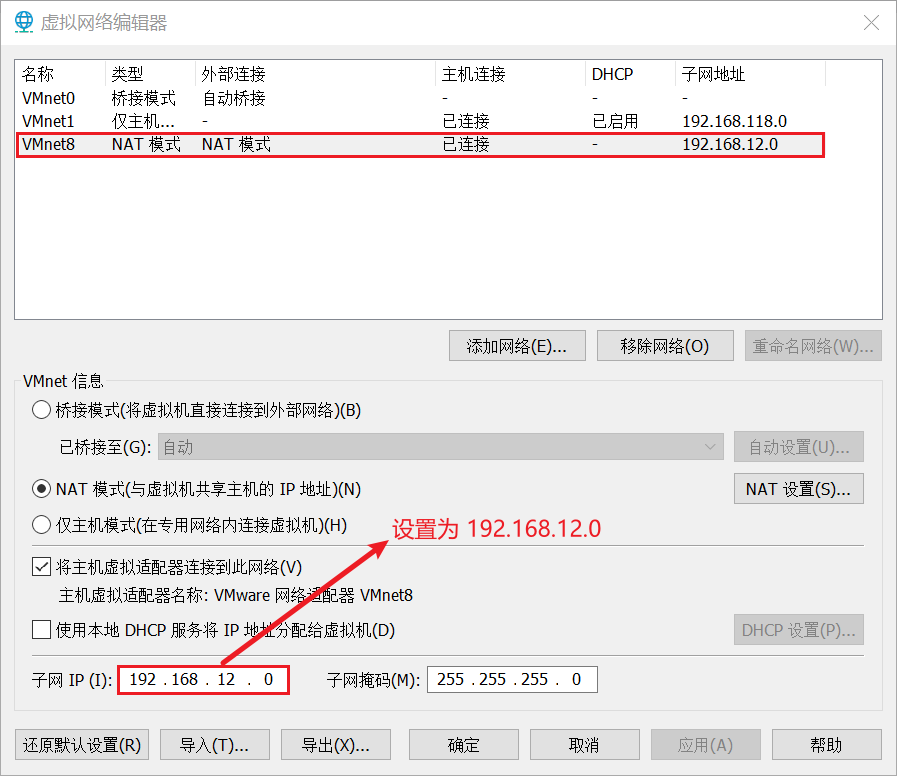 虚拟网络编辑器
名称 类型 外部连接 主机连接 DHCP 子网地址
VMnet0 桥接模式 自动桥接 - - -
VMnet1 仅主机... - 已连接 已启用 192.168.118.0
VMnet8 NAT 模式 NAT 模式 已连接 - 192.168.12.0
添加网络(E)... 移除网络(O) 重命名网络(W)...
VMnet 信息
桥接模式(将虚拟机直接连接到外部网络)(B)
已桥接至(G): 自动 自动设置(U)...
NAT 模式(与虚拟机共享主机的 IP 地址)(N) NAT 设置(S)...
仅主机模式(在专用网络内连接虚拟机)(H)
设置为 192.168.12.0
将主机虚拟适配器连接到此网络(V)
主机虚拟适配器名称: VMware 网络适配器 VMnet8
使用本地 DHCP 服务将 IP 地址分配给虚拟机(D) DHCP 设置(P)...
子网 IP (I): 192 . 168 . 12 . 0 子网掩码(M): 255 . 255 . 255 . 0
还原默认设置(R) 导入(T)... 导出(X)... 确定 取消 应用(A) 帮助